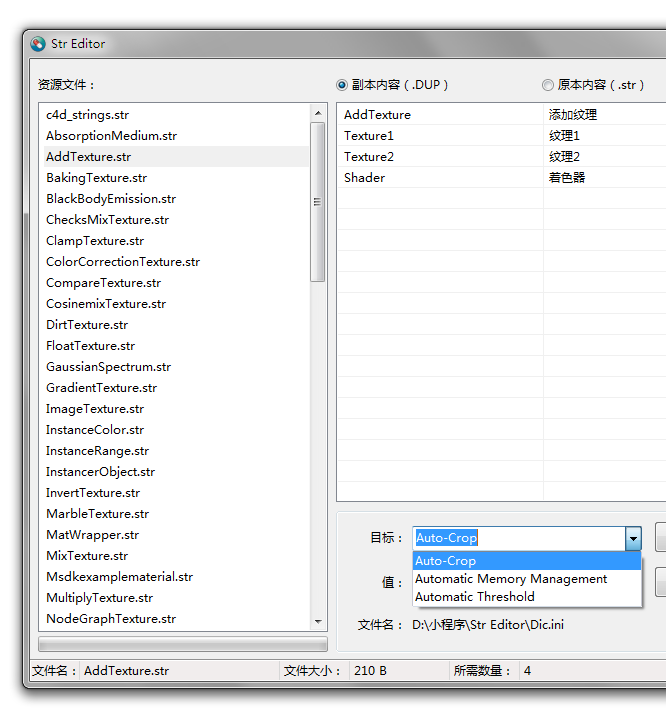 Str Editor
资源文件：
副本内容 ( .DUP )
原本内容 ( .str )
c4d_strings.str
AbsorptionMedium.str
AddTexture.str
BakingTexture.str
BlackBodyEmission.str
ChecksMixTexture.str
ClampTexture.str
ColorCorrectionTexture.str
CompareTexture.str
CosinemixTexture.str
DirtTexture.str
FloatTexture.str
GaussianSpectrum.str
GradientTexture.str
ImageTexture.str
InstanceColor.str
InstanceRange.str
InstancerObject.str
InvertTexture.str
MarbleTexture.str
MatWrapper.str
MixTexture.str
Msdkexamplematerial.str
MultiplyTexture.str
NodeGraphTexture.str
AddTexture 添加纹理
Texture1 纹理1
Texture2 纹理2
Shader 着色器
目标： Auto-Crop
Auto-Crop
Automatic Memory Management
Automatic Threshold
值：
文件名： D:\小程序\Str Editor\Dic.ini
文件名： AddTexture.str 文件大小： 210 B 所需数量： 4